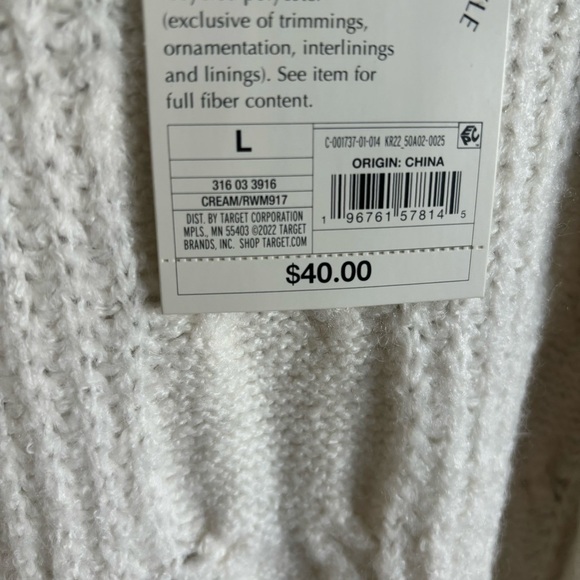 (exclusive of trimmings,
ornamentation, interlinings
and linings). See item for
full fiber content.
L
316 03 3916
CREAM/RWM917
DIST. BY TARGET CORPORATION
MPLS., MN 55403 ©2022 TARGET
BRANDS, INC. SHOP TARGET.COM
C-001737-01-014 KR22_50A02-0025
ORIGIN: CHINA
1 96761 57814 5
$40.00